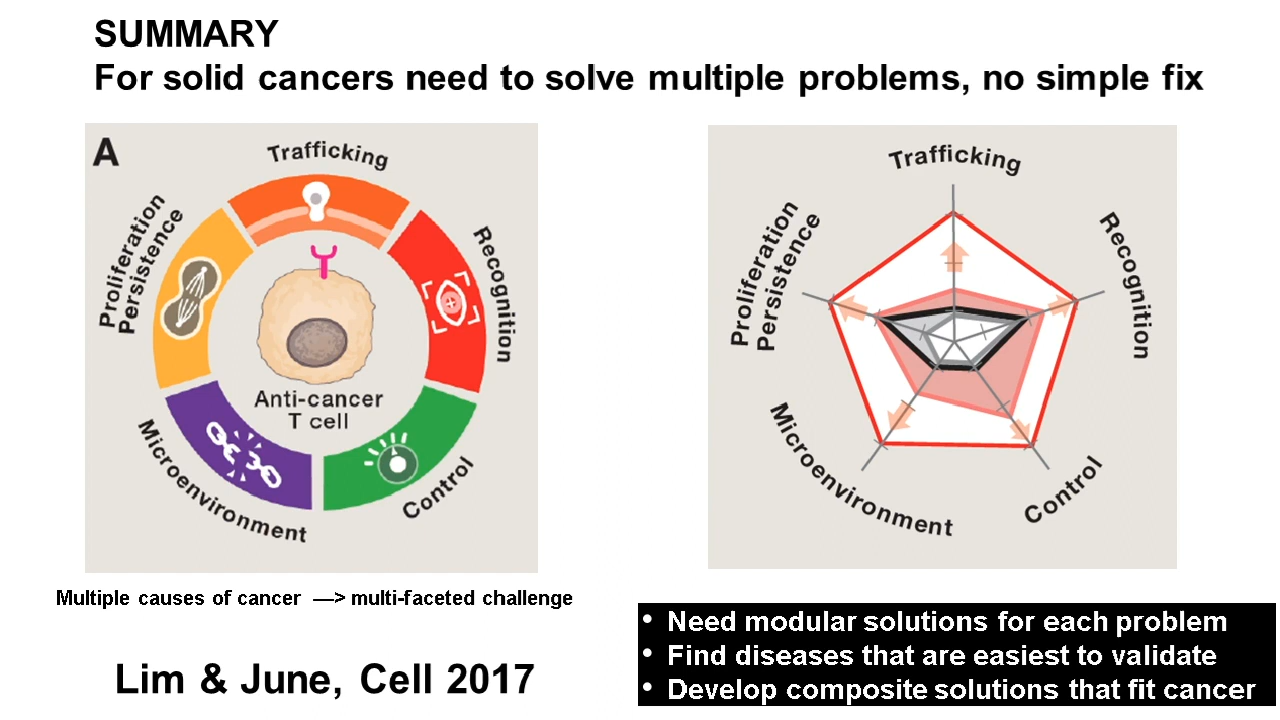 SUMMARY
For solid cancers need to solve multiple problems, no simple fix
A
Trafficking
Proliferation
Persistence
Recognition
Anti-cancer
T cell
Microenvironment
Control
Trafficking
Proliferation
Persistence
Recognition
Microenvironment
Control
Multiple causes of cancer —> multi-faceted challenge
Lim & June, Cell 2017
• Need modular solutions for each problem
• Find diseases that are easiest to validate
• Develop composite solutions that fit cancer